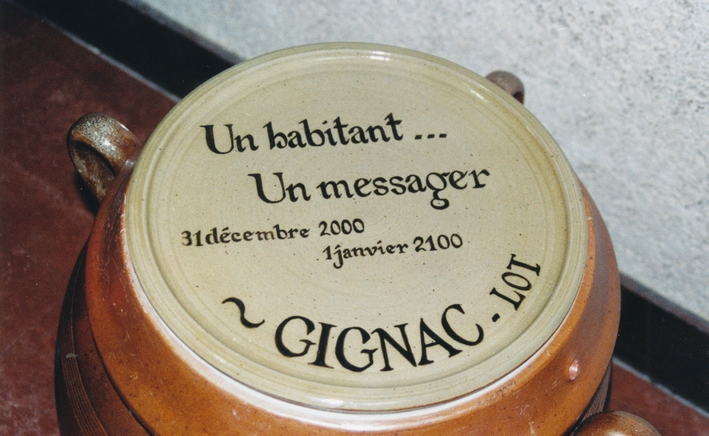 Un habitant ...
Un messager
31 décembre 2000
1 janvier 2100
~ GIGNAC - LOT